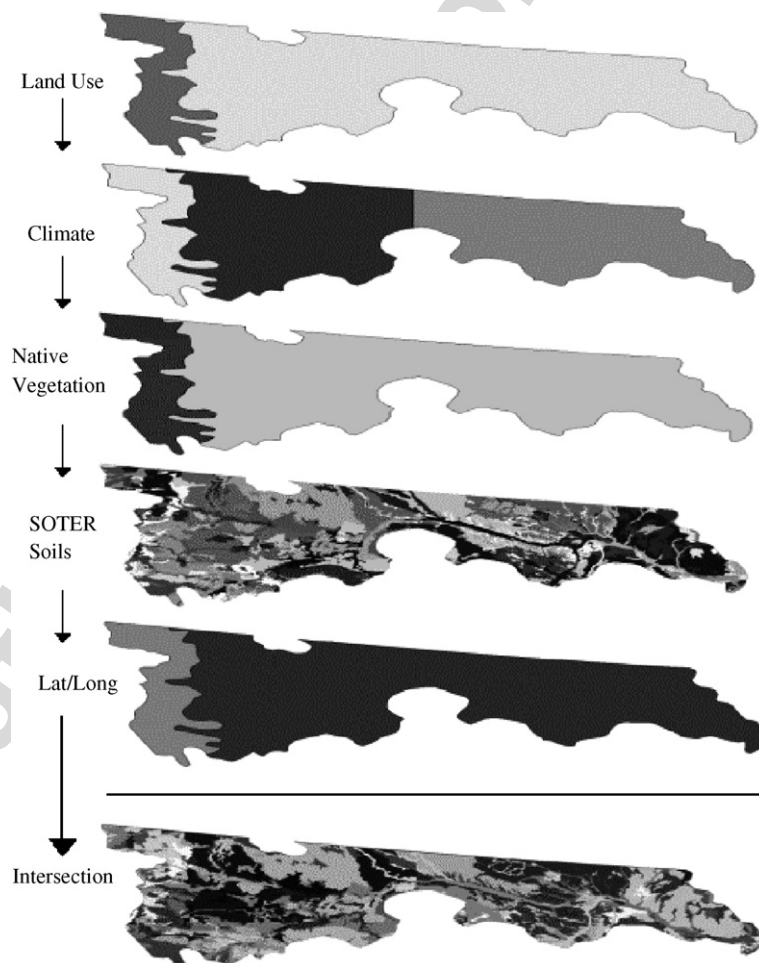 Land Use
Climate
Native
Vegetation
SOTER
Soils
Lat/Long
Intersection